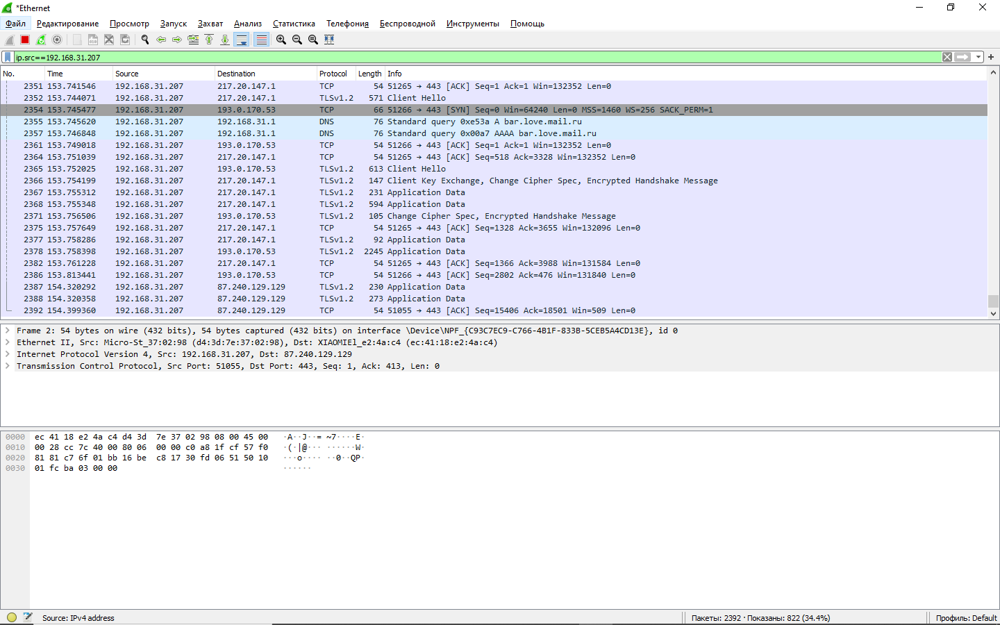 *Ethernet
Файл Редактирование Просмотр Запуск Захват Анализ Статистика Телефония Беспроводной Инструменты Помощь
ip.src==192.168.31.207
No. Time Source Destination Protocol Length Info
2351 153.741546 192.168.31.207 217.20.147.1 TCP 54 51265 → 443 [ACK] Seq=1 Ack=1 Win=132352 Len=0
2352 153.744071 192.168.31.207 217.20.147.1 TLSv1.2 571 Client Hello
2354 153.745477 192.168.31.207 193.0.170.53 TCP 66 51266 → 443 [SYN] Seq=0 Win=64240 Len=0 MSS=1460 WS=256 SACK_PERM=1
2355 153.745620 192.168.31.207 192.168.31.1 DNS 76 Standard query 0xe53a A bar.love.mail.ru
2357 153.746848 192.168.31.207 192.168.31.1 DNS 76 Standard query 0x00a7 AAAA bar.love.mail.ru
2361 153.749018 192.168.31.207 193.0.170.53 TCP 54 51266 → 443 [ACK] Seq=1 Ack=1 Win=132352 Len=0
2364 153.751039 192.168.31.207 217.20.147.1 TCP 54 51265 → 443 [ACK] Seq=518 Ack=3328 Win=132352 Len=0
2365 153.752025 192.168.31.207 193.0.170.53 TLSv1.2 613 Client Hello
2366 153.754199 192.168.31.207 217.20.147.1 TLSv1.2 147 Client Key Exchange, Change Cipher Spec, Encrypted Handshake Message
2367 153.755312 192.168.31.207 217.20.147.1 TLSv1.2 231 Application Data
2368 153.755348 192.168.31.207 217.20.147.1 TLSv1.2 594 Application Data
2371 153.756506 192.168.31.207 193.0.170.53 TLSv1.2 105 Change Cipher Spec, Encrypted Handshake Message
2375 153.757649 192.168.31.207 217.20.147.1 TCP 54 51265 → 443 [ACK] Seq=1328 Ack=3655 Win=132096 Len=0
2377 153.758286 192.168.31.207 217.20.147.1 TLSv1.2 92 Application Data
2378 153.758398 192.168.31.207 193.0.170.53 TLSv1.2 2245 Application Data
2382 153.761228 192.168.31.207 217.20.147.1 TCP 54 51265 → 443 [ACK] Seq=1366 Ack=3988 Win=131584 Len=0
2386 153.813441 192.168.31.207 193.0.170.53 TCP 54 51266 → 443 [ACK] Seq=2802 Ack=476 Win=131840 Len=0
2387 154.320292 192.168.31.207 87.240.129.129 TLSv1.2 230 Application Data
2388 154.320358 192.168.31.207 87.240.129.129 TLSv1.2 273 Application Data
2392 154.399360 192.168.31.207 87.240.129.129 TCP 54 51055 → 443 [ACK] Seq=15406 Ack=18501 Win=509 Len=0
Frame 2: 54 bytes on wire (432 bits), 54 bytes captured (432 bits) on interface \Device\NPF_{C93C7EC9-C766-4B1F-833B-5CEB5A4CD13E}, id 0
Ethernet II, Src: Micro-St_37:02:98 (d4:3d:7e:37:02:98), Dst: XIAOMIEl_e2:4a:c4 (ec:41:18:e2:4a:c4)
Internet Protocol Version 4, Src: 192.168.31.207, Dst: 87.240.129.129
Transmission Control Protocol, Src Port: 51055, Dst Port: 443, Seq: 1, Ack: 413, Len: 0
0000 ec 41 18 e2 4a c4 d4 3d 7e 37 02 98 08 00 45 00 ·A··J··= ~7····E·
0010 00 28 cc 7c 40 00 80 06 00 00 c0 a8 1f cf 57 f0 ·(·|@··· ······W·
0020 81 81 c7 6f 01 bb 16 be c8 17 30 fd 06 51 50 10 ···o···· ··0··QP·
0030 01 fc ba 03 00 00 ······
Source: IPv4 address Пакеты: 2392 · Показаны: 822 (34.4%) Профиль: Default